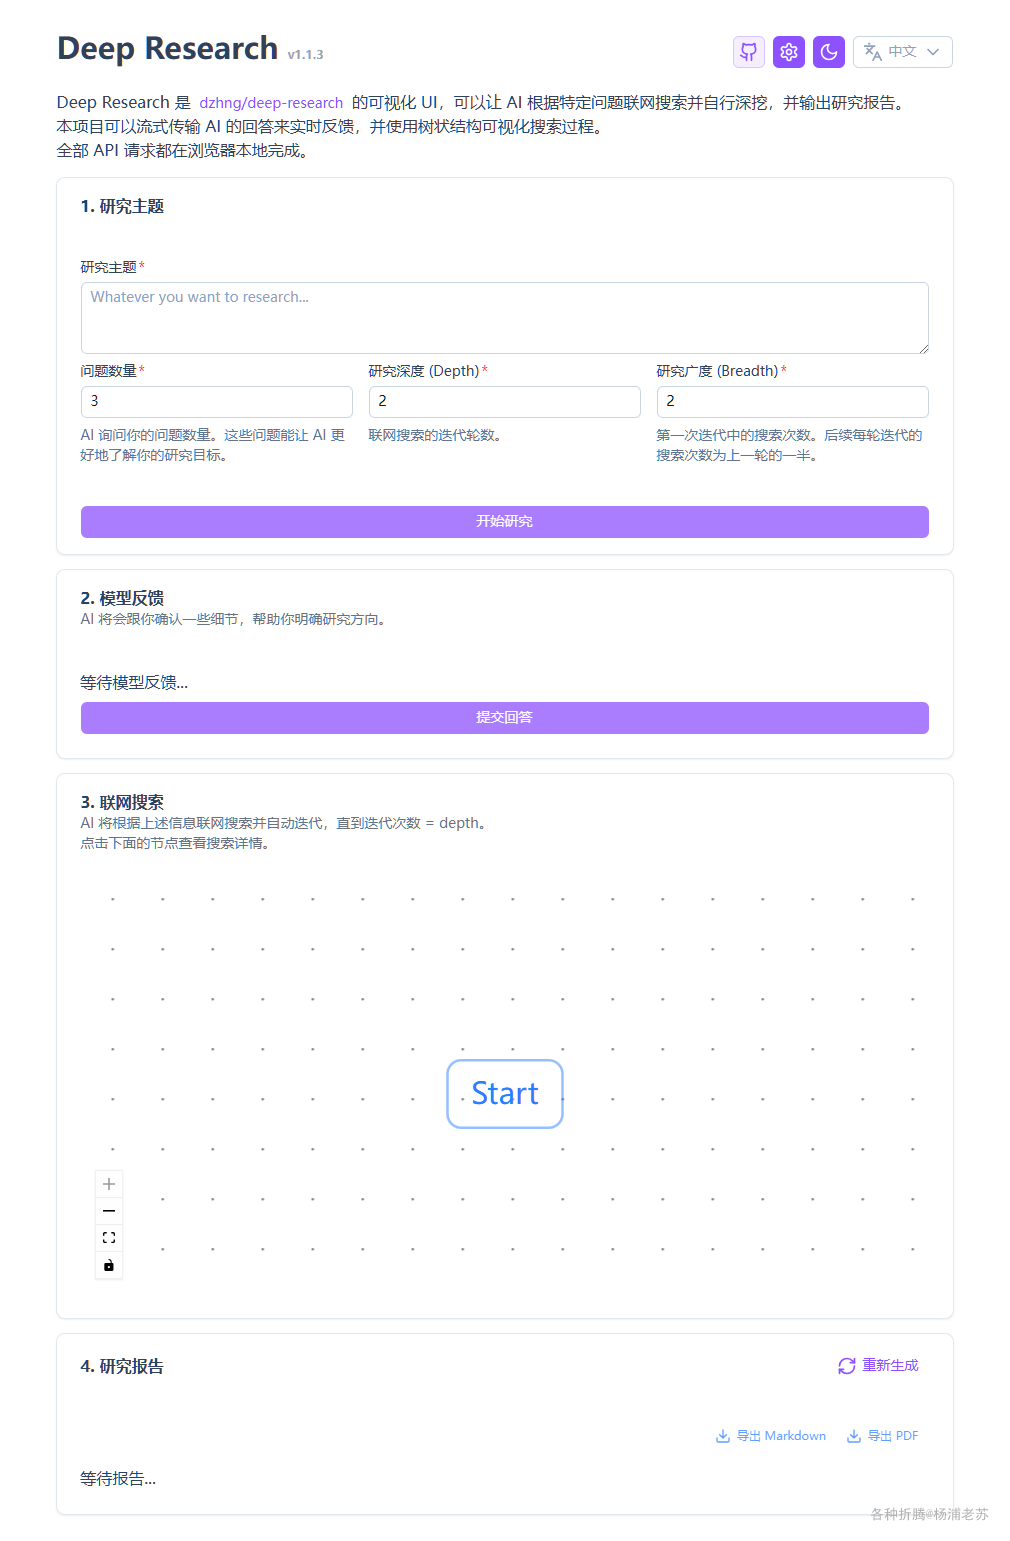 Deep Research v1.1.3
中文
Deep Research 是 dzhng/deep-research 的可视化 UI，可以让 AI 根据特定问题联网搜索并自行深挖，并输出研究报告。
本项目可以流式传输 AI 的回答来实时反馈，并使用树状结构可视化搜索过程。
全部 API 请求都在浏览器本地完成。
1. 研究主题
研究主题*
Whatever you want to research...
问题数量* 研究深度 (Depth)* 研究广度 (Breadth)*
3 2 2
AI 询问你的问题数量。这些问题能让 AI 更 联网搜索的迭代轮数。 第一次迭代中的搜索次数。后续每轮迭代的
好地了解你的研究目标。 搜索次数为上一轮的一半。
开始研究
2. 模型反馈
AI 将会跟你确认一些细节，帮助你明确研究方向。
等待模型反馈...
提交回答
3. 联网搜索
AI 将根据上述信息联网搜索并自动迭代，直到迭代次数 = depth。
点击下面的节点查看搜索详情。
Start
4. 研究报告 重新生成
导出 Markdown 导出 PDF
等待报告...
各种折腾@杨浦老苏